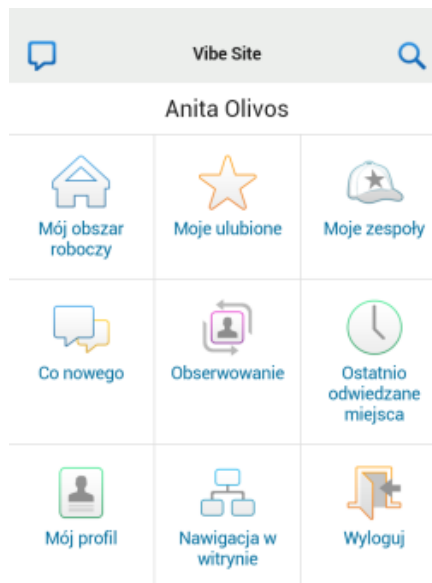 Vibe Site
Anita Olivos
Mój obszar
roboczy
Moje ulubione
Moje zespoły
Co nowego
Obserwowanie
Ostatnio
odwiedzane
miejsca
Mój profil
Nawigacja w
witrynie
Wyloguj